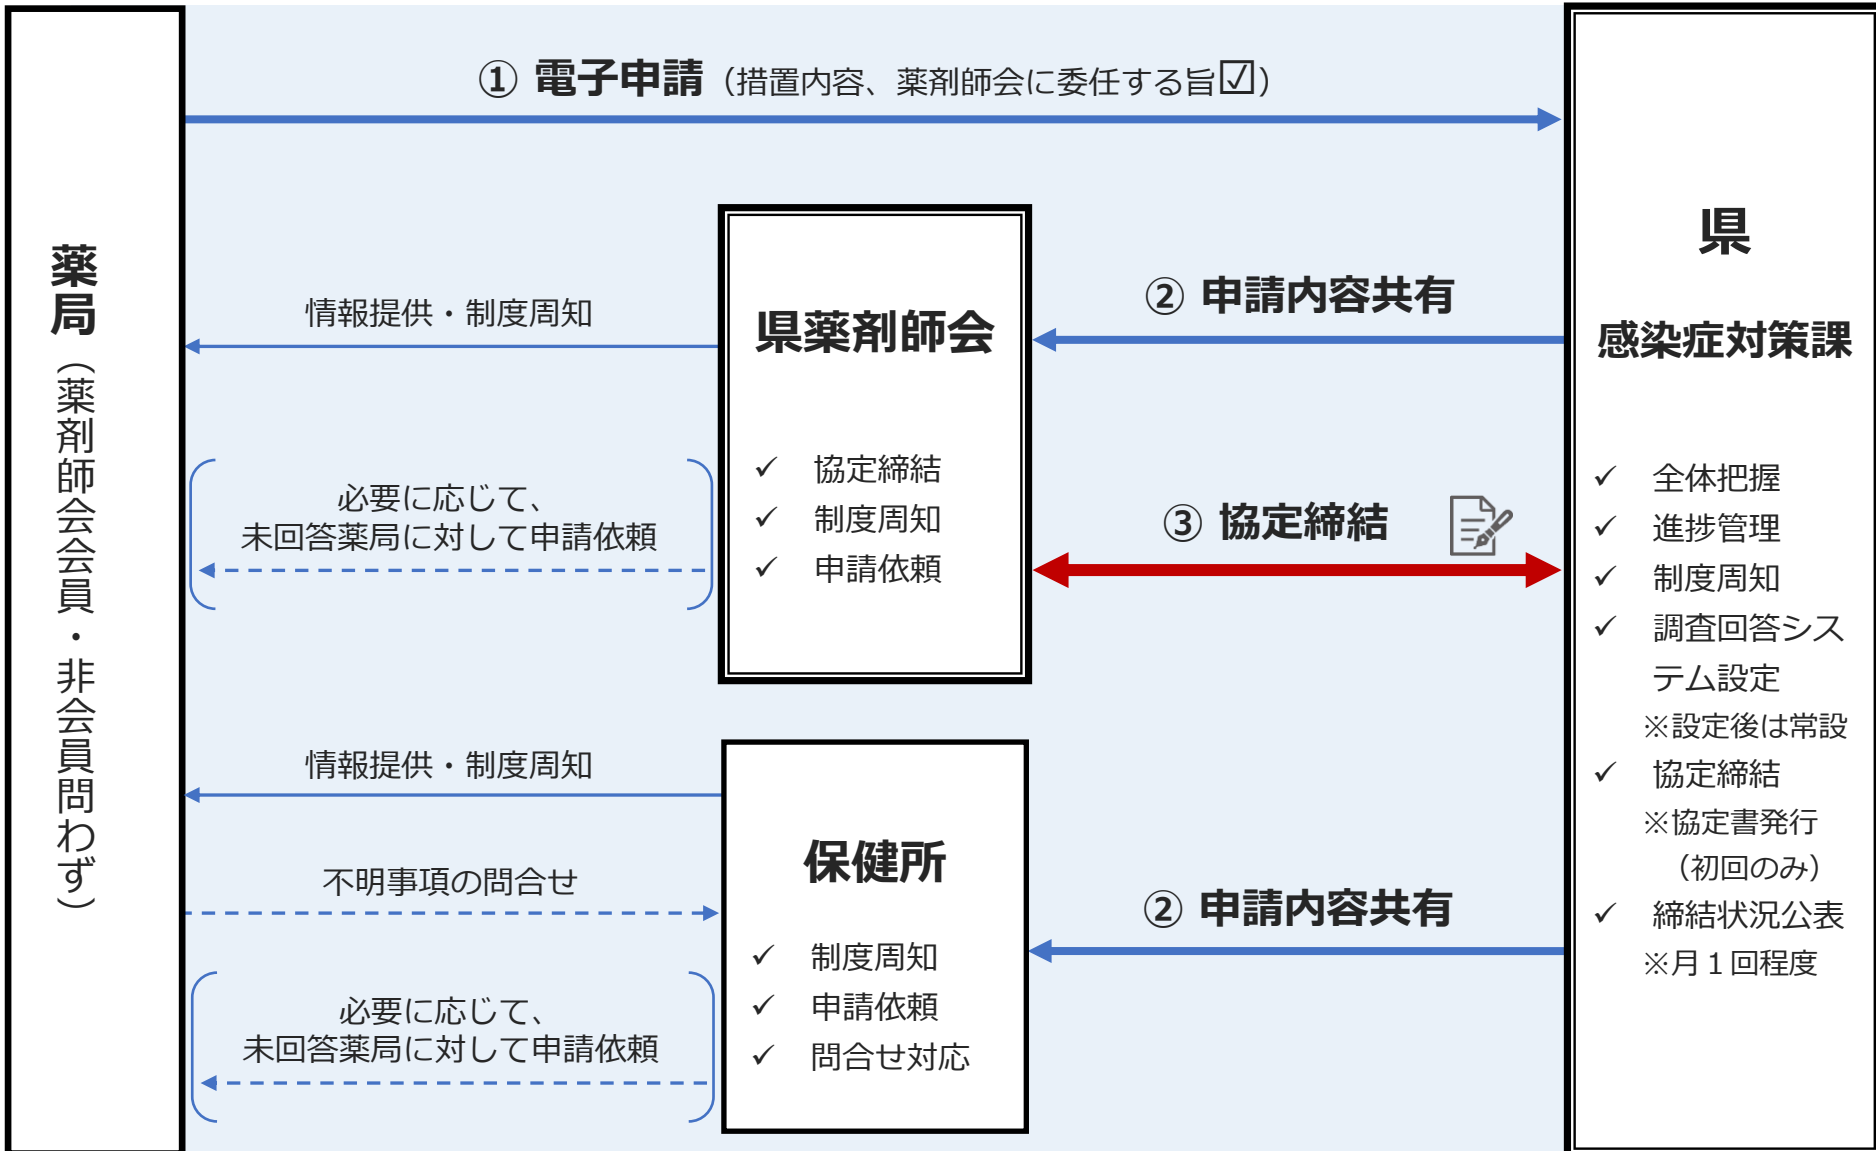 ① 電子申請（措置内容、薬剤師会に委任する旨☑）
薬局（薬剤師会会員・非会員問わず）
情報提供・制度周知
必要に応じて、
未回答薬局に対して申請依頼
県薬剤師会
✓ 協定締結
✓ 制度周知
✓ 申請依頼
② 申請内容共有
③ 協定締結
情報提供・制度周知
不明事項の問合せ
必要に応じて、
未回答薬局に対して申請依頼
保健所
✓ 制度周知
✓ 申請依頼
✓ 問合せ対応
② 申請内容共有
県
感染症対策課
✓ 全体把握
✓ 進捗管理
✓ 制度周知
✓ 調査回答シス
テム設定
※設定後は常設
✓ 協定締結
※協定書発行
（初回のみ）
✓ 締結状況公表
※月１回程度